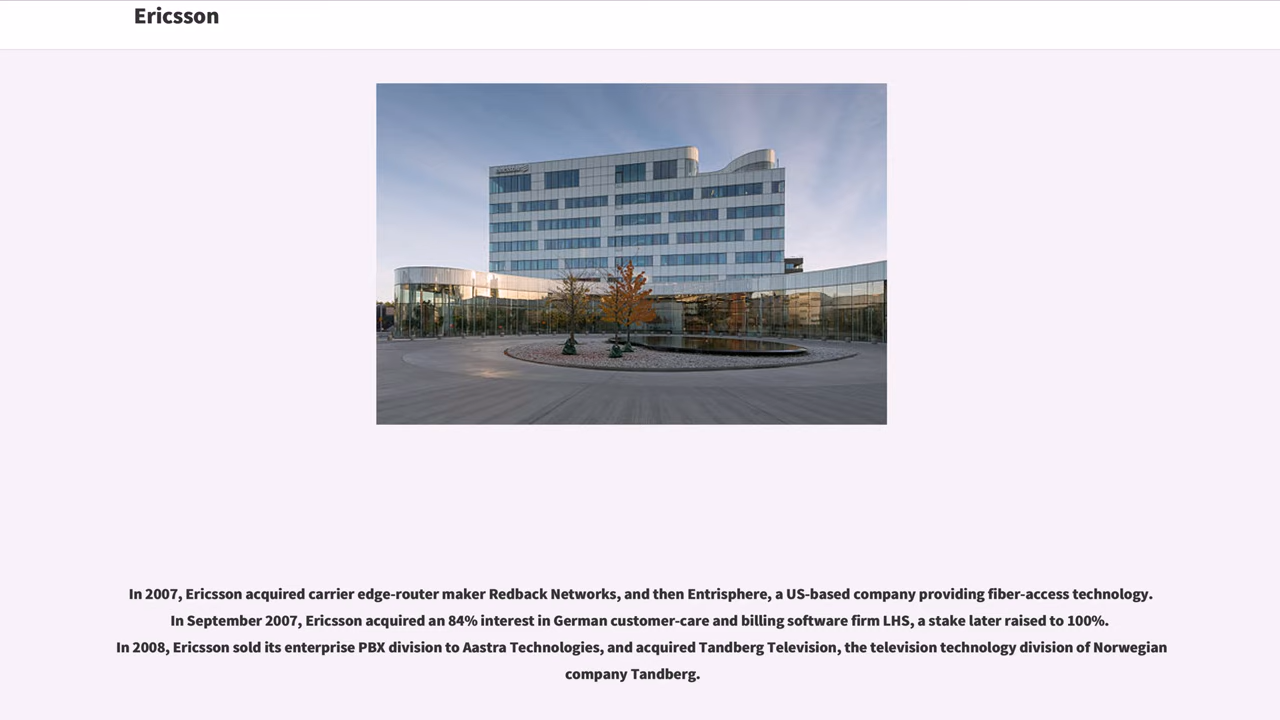 Ericsson
In 2007, Ericsson acquired carrier edge-router maker Redback Networks, and then Entrisphere, a US-based company providing fiber-access technology.
In September 2007, Ericsson acquired an 84% interest in German customer-care and billing software firm LHS, a stake later raised to 100%.
In 2008, Ericsson sold its enterprise PBX division to Aastra Technologies, and acquired Tandberg Television, the television technology division of Norwegian
company Tandberg.